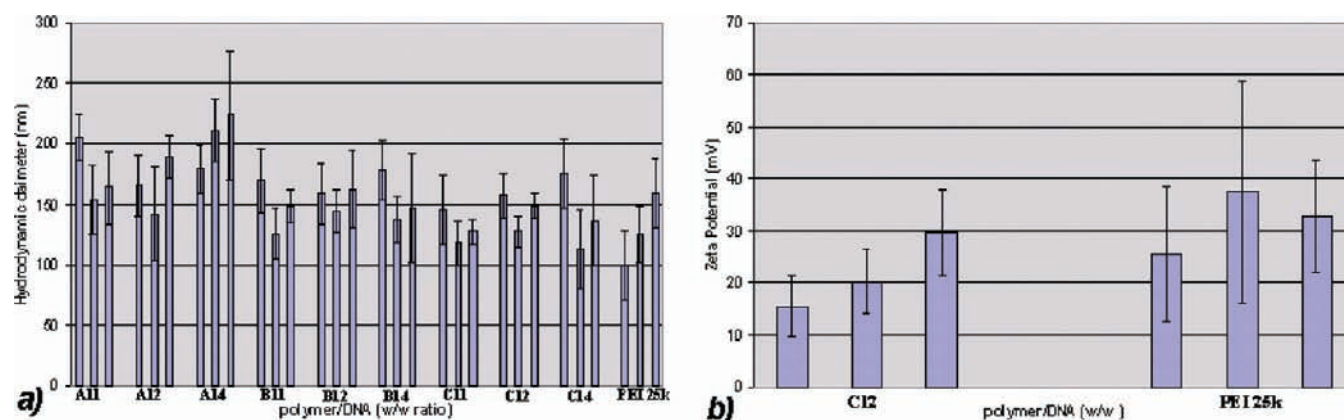 300
250
200
150
100
50
0
Hydrodynamic daimeter (nm)
A11 A12 A14 B11 B12 B14 C11 C12 C14 PEI 25k
polymer/DNA (w/w ratio)
a)
70
60
50
40
30
20
10
0
Zeta Potential (mV)
C12 PEI 25k
polymer/DNA (w/w )
b)